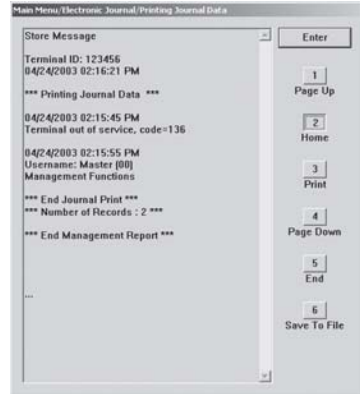 Main Menu/Electronic Journal/Printing Journal Data
Store Message
Terminal ID: 123456
04/24/2003 02:16:21 PM
*** Printing Journal Data ***
04/24/2003 02:15:45 PM
Terminal out of service, code=136
04/24/2003 02:15:55 PM
Username: Master [00]
Management Functions
*** End Journal Print ***
*** Number of Records : 2 ***
*** End Management Report ***
...
Enter
1
Page Up
2
Home
3
Print
4
Page Down
5
End
6
Save To File